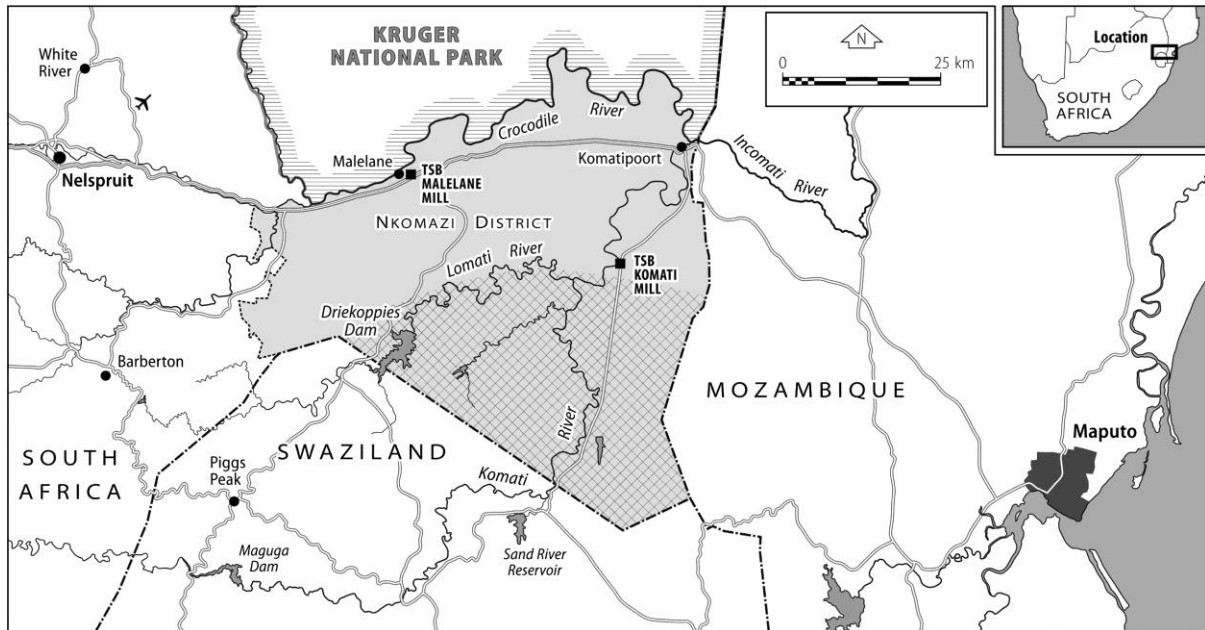 KRUGER
NATIONAL PARK
N
0
25 km
Location
SOUTH
AFRICA
White
River
Nelspruit
Malelane
TSB
MALELANE
MILL
Crocodile
River
Komatipoort
Incomati
River
NKOMAZI DISTRICT
Lomati
River
TSB
KOMATI
MILL
Driekoppies
Dam
Barberton
MOZAMBIQUE
Maputo
SWAZILAND
SOUTH
AFRICA
Piggs
Peak
River
Komati
Maguga
Dam
Sand River
Reservoir